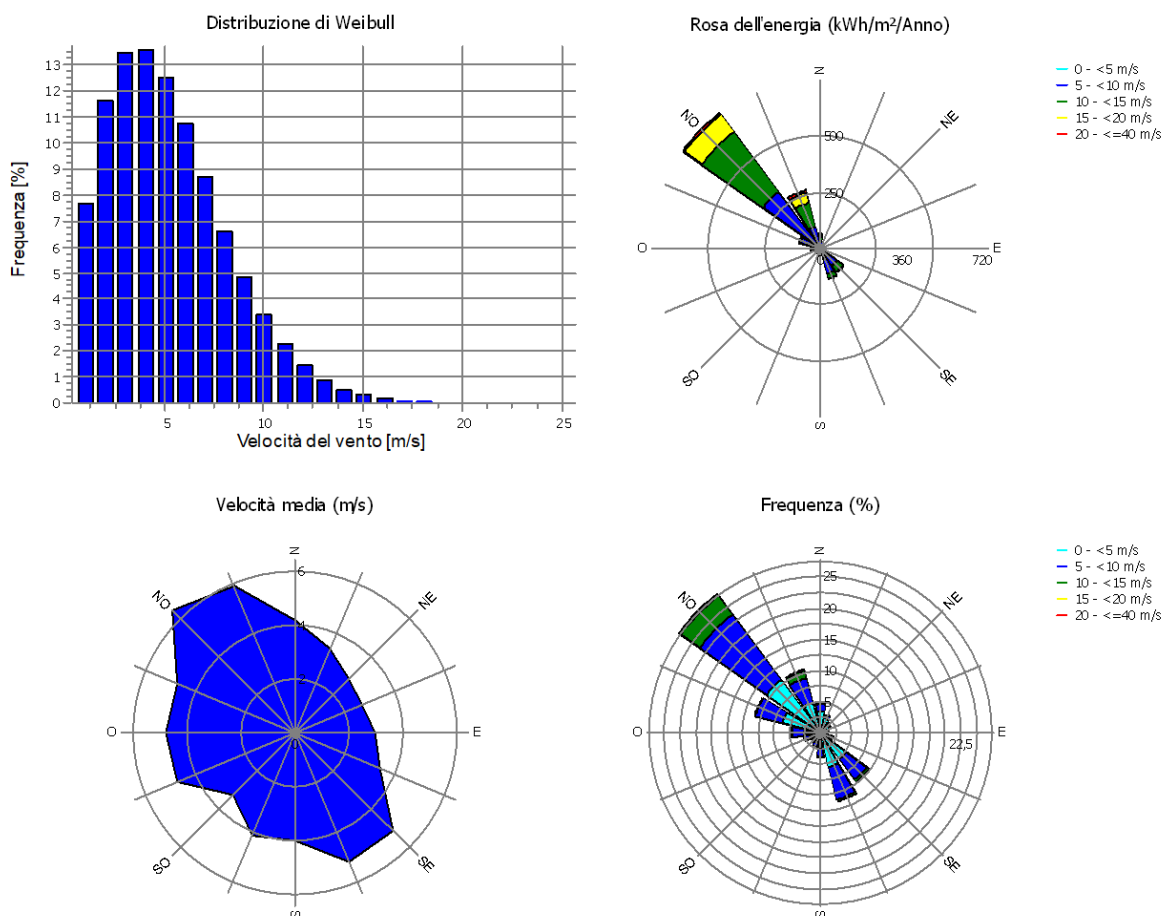 Distribuzione di Weibull
Frequenza [%]
13
12
11
10
9
8
7
6
5
4
3
2
1
0
5
10
15
20
25
Velocità del vento [m/s]
Rosa dell'energia (kWh/m²/Anno)
0 - <5 m/s
5 - <10 m/s
10 - <15 m/s
15 - <20 m/s
20 - <=40 m/s
N
NO
NE
500
250
O
0
360
720
E
SO
SE
S
Velocità media (m/s)
N
6
NO
NE
4
2
O
0
E
SO
SE
S
Frequenza (%)
0 - <5 m/s
5 - <10 m/s
10 - <15 m/s
15 - <20 m/s
20 - <=40 m/s
N
25
NO
NE
20
15
10
5
O
22,5
E
SO
SE
S